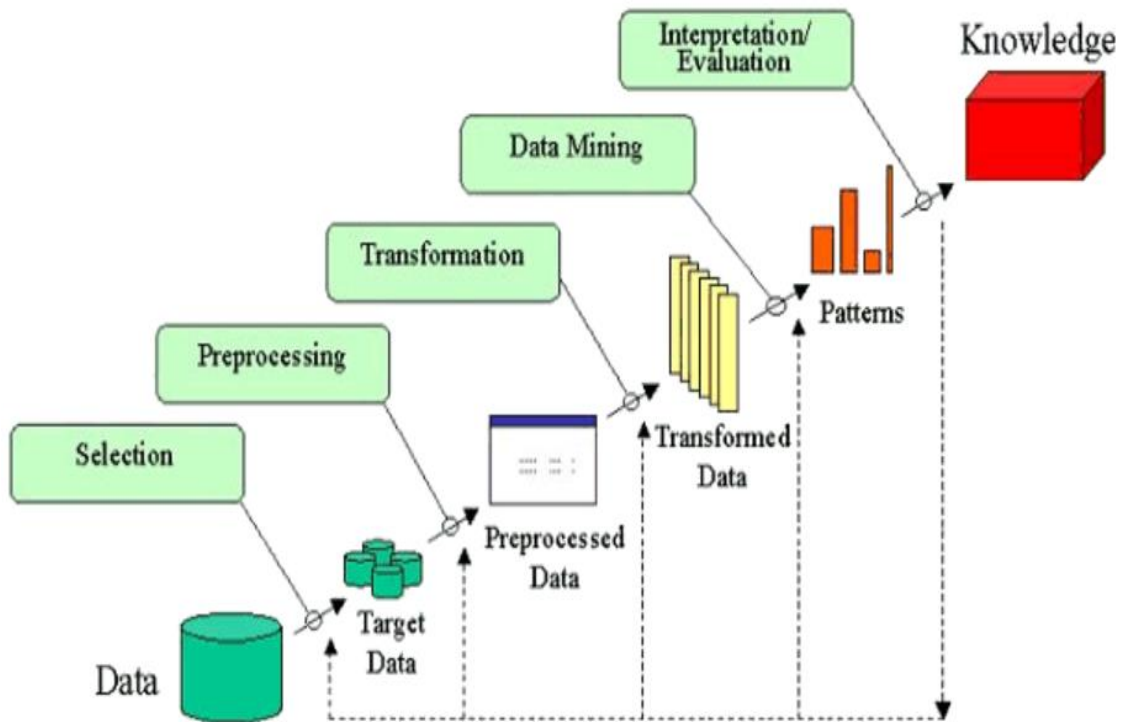 Interpretation/
Evaluation
Knowledge
Data Mining
Transformation
Patterns
Preprocessing
Transformed
Data
Selection
Preprocessed
Data
Target
Data
Data